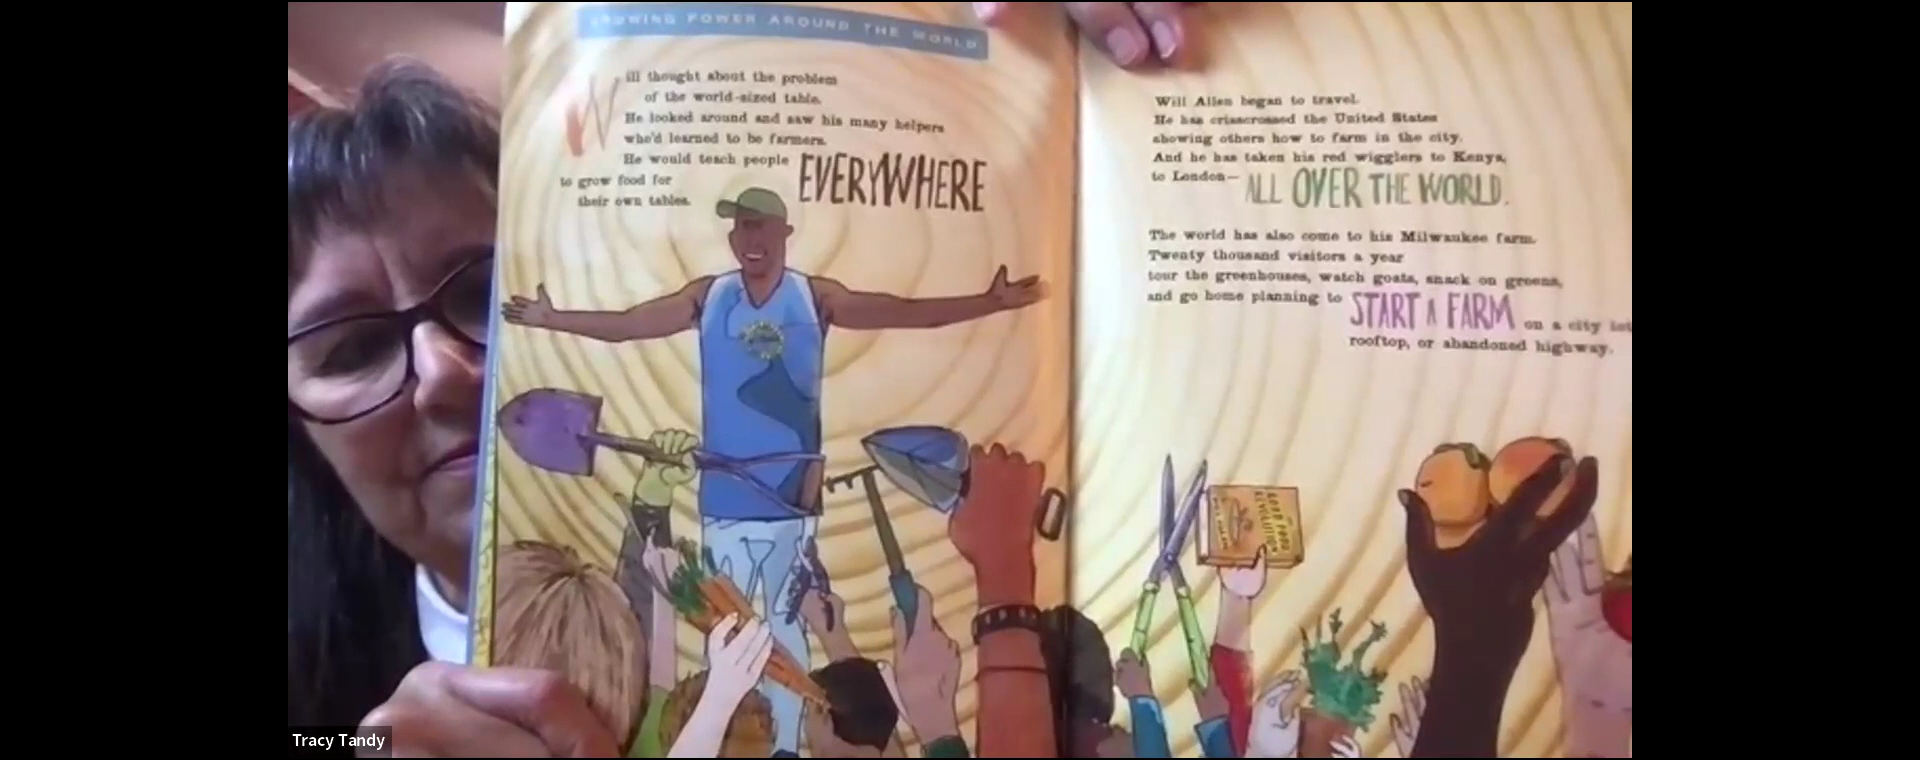 GROWING POWER AROUND THE WORLD
Will thought about the problem
of the world-sized table.
He looked around and saw his many helpers
who'd learned to be farmers.
He would teach people EVERYWHERE
to grow food for
their own tables.
Will Allen began to travel.
He has crisscrossed the United States
showing others how to farm in the city.
And he has taken his red wigglers to Kenya,
to London— ALL OVER THE WORLD.
The world has also come to his Milwaukee farm.
Twenty thousand visitors a year
tour the greenhouses, watch goats, snack on greens,
and go home planning to START A FARM on a city lot,
rooftop, or abandoned highway.
GOOD FOOD
REVOLUTION
Tracy Tandy